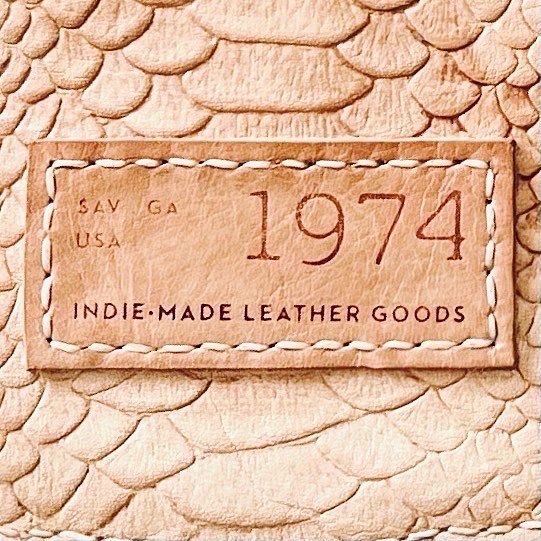 SAV GA
USA
1974
INDIE·MADE LEATHER GOODS